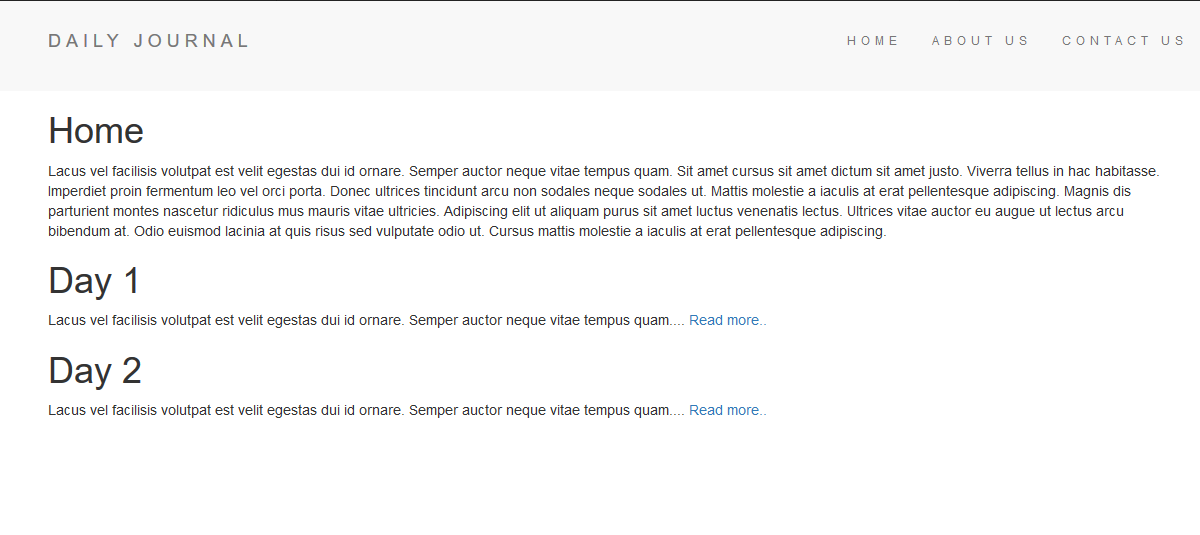 DAILY JOURNAL
HOME ABOUT US CONTACT US
Home
Lacus vel facilisis volutpat est velit egestas dui id ornare. Semper auctor neque vitae tempus quam. Sit amet cursus sit amet dictum sit amet justo. Viverra tellus in hac habitasse.
Imperdiet proin fermentum leo vel orci porta. Donec ultrices tincidunt arcu non sodales neque sodales ut. Mattis molestie a iaculis at erat pellentesque adipiscing. Magnis dis
parturient montes nascetur ridiculus mus mauris vitae ultricies. Adipiscing elit ut aliquam purus sit amet luctus venenatis lectus. Ultrices vitae auctor eu augue ut lectus arcu
bibendum at. Odio euismod lacinia at quis risus sed vulputate odio ut. Cursus mattis molestie a iaculis at erat pellentesque adipiscing.
Day 1
Lacus vel facilisis volutpat est velit egestas dui id ornare. Semper auctor neque vitae tempus quam.... Read more..
Day 2
Lacus vel facilisis volutpat est velit egestas dui id ornare. Semper auctor neque vitae tempus quam.... Read more..